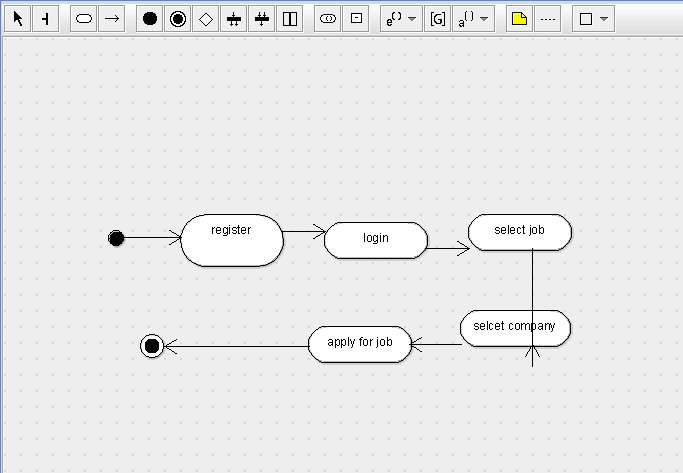 e()
[G]
a()
register
login
select job
apply for job
selcet company